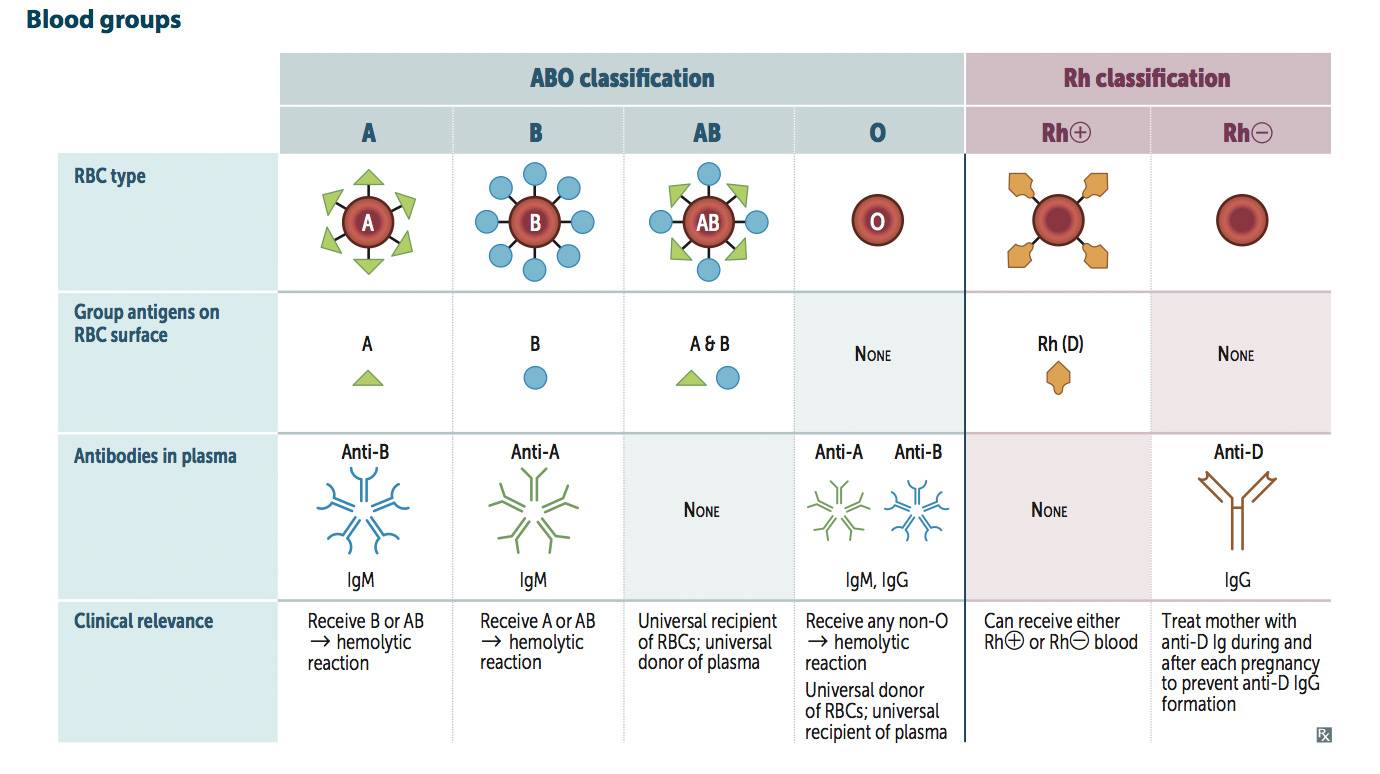 Blood groups
ABO classification
Rh classification
A
B
AB
O
Rh⊕
Rh⊖
RBC type
A
B
AB
O
Group antigens on
RBC surface
A
B
A & B
NONE
Rh (D)
NONE
Antibodies in plasma
Anti-B
IgM
Anti-A
IgM
NONE
Anti-A
Anti-B
IgM, IgG
NONE
Anti-D
IgG
Clinical relevance
Receive B or AB
→ hemolytic
reaction
Receive A or AB
→ hemolytic
reaction
Universal recipient
of RBCs; universal
donor of plasma
Receive any non-O
→ hemolytic
reaction
Universal donor
of RBCs; universal
recipient of plasma
Can receive either
Rh⊕ or Rh⊖ blood
Treat mother with
anti-D Ig during and
after each pregnancy
to prevent anti-D IgG
formation
℞